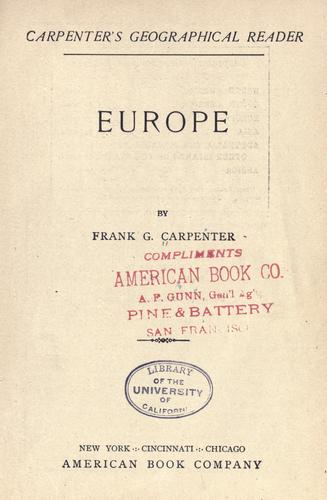 CARPENTER'S GEOGRAPHICAL READER
EUROPE
BY
FRANK G. CARPENTER
COMPLIMENTS
AMERICAN BOOK CO.
A. F. GUNN, Gen'l Ag't
PINE & BATTERY
SAN FRANCISCO
LIBRARY
OF THE
UNIVERSITY
OF
CALIFORNIA
NEW YORK ·:· CINCINNATI ·:· CHICAGO
AMERICAN BOOK COMPANY